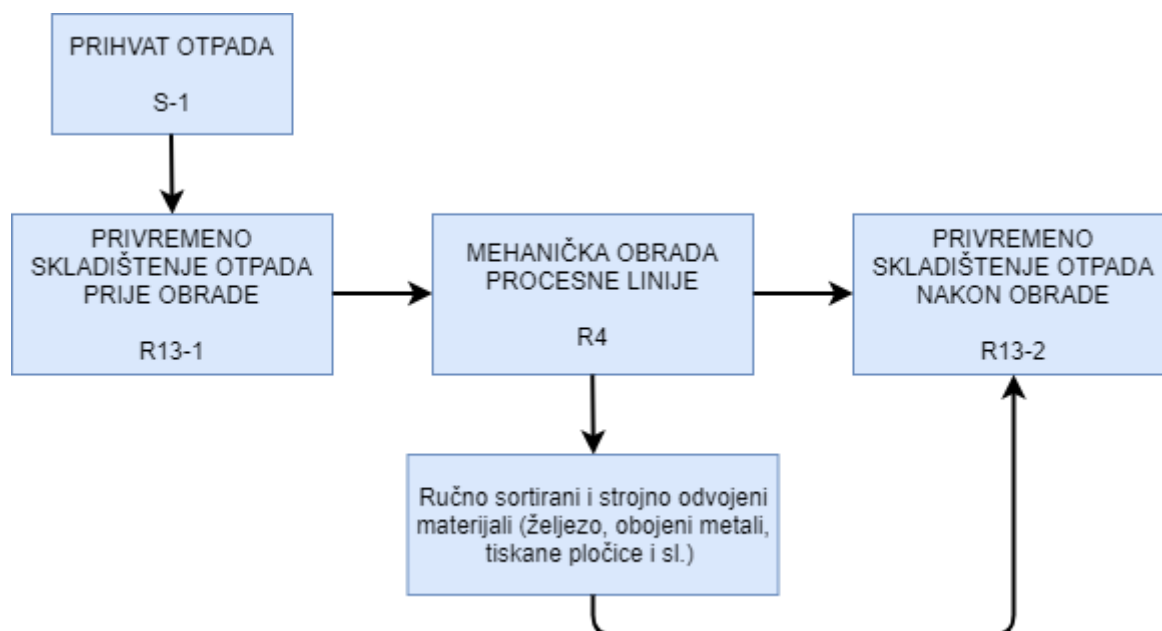 PRIHVAT OTPADA
S-1
PRIVREMENO
SKLADIŠTENJE OTPADA
PRIJE OBRADE
R13-1
MEHANIČKA OBRADA
PROCESNE LINIJE
R4
PRIVREMENO
SKLADIŠTENJE OTPADA
NAKON OBRADE
R13-2
Ručno sortirani i strojno odvojeni
materijali (željezo, obojeni metali,
tiskane pločice i sl.)